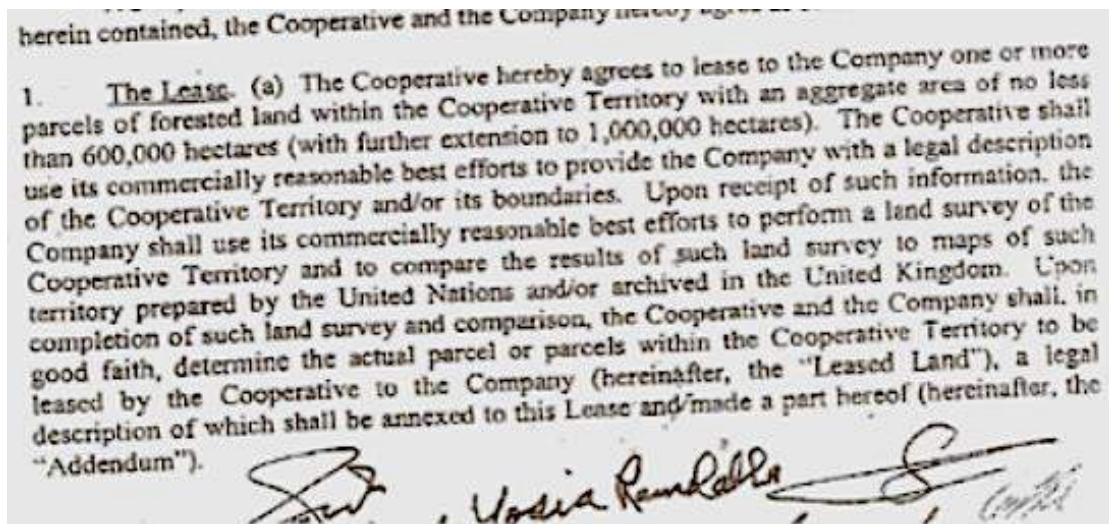 herein contained, the Cooperative and the Company hereby agree as
1. The Lease. (a) The Cooperative hereby agrees to lease to the Company one or more
parcels of forested land within the Cooperative Territory with an aggregate area of no less
than 600,000 hectares (with further extension to 1,000,000 hectares). The Cooperative shall
use its commercially reasonable best efforts to provide the Company with a legal description
of the Cooperative Territory and/or its boundaries. Upon receipt of such information, the
Company shall use its commercially reasonable best efforts to perform a land survey of the
Cooperative Territory and to compare the results of such land survey to maps of such
territory prepared by the United Nations and/or archived in the United Kingdom. Upon
completion of such land survey and comparison, the Cooperative and the Company shall, in
good faith, determine the actual parcel or parcels within the Cooperative Territory to be
leased by the Cooperative to the Company (hereinafter, the "Leased Land"), a legal
description of which shall be annexed to this Lease and/made a part hereof (hereinafter, the
"Addendum").
Yosia